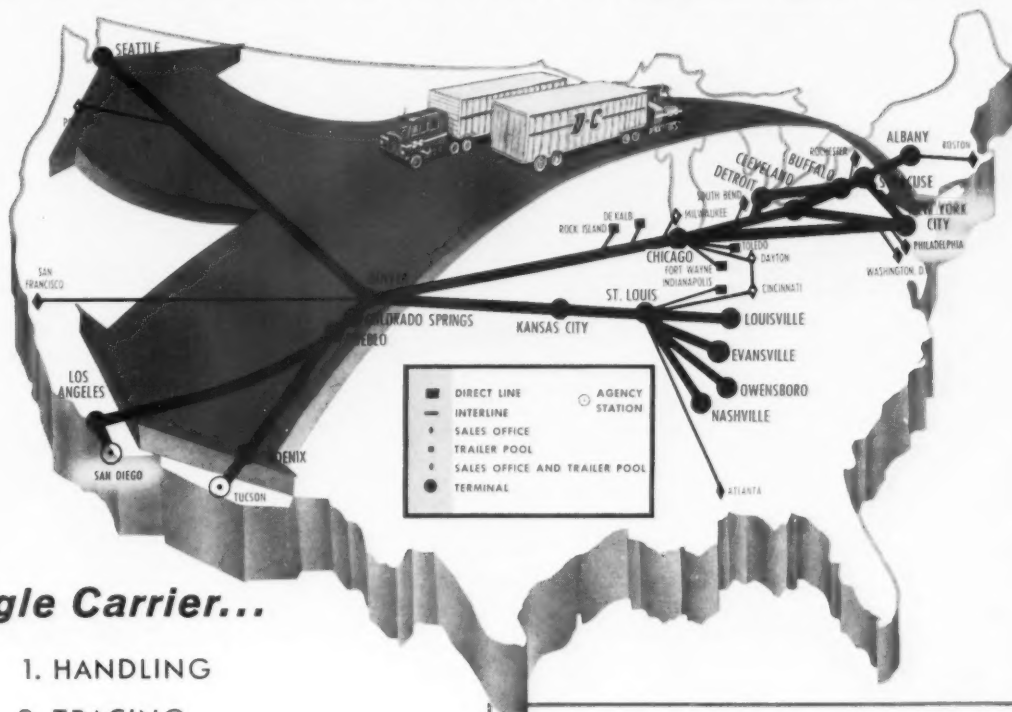 SEATTLE
D-C
ALBANY
BOSTON
ROCHESTER
BUFFALO
CLEVELAND
DETROIT
SYRACUSE
SOUTH BEND
NEW YORK
CITY
MILWAUKEE
DE KALB
ROCK ISLAND
PHILADELPHIA
TOLEDO
CHICAGO
DAYTON
WASHINGTON, D
FORT WAYNE
INDIANAPOLIS
SAN
FRANCISCO
CINCINNATI
ST. LOUIS
COLORADO SPRINGS
KANSAS CITY
LOUISVILLE
EVANSVILLE
LOS
ANGELES
OWENSBORO
NASHVILLE
DIRECT LINE
INTERLINE
SALES OFFICE
TRAILER POOL
SALES OFFICE AND TRAILER POOL
TERMINAL
AGENCY
STATION
SAN DIEGO
TUCSON
ATLANTA
gle Carrier...
1. HANDLING